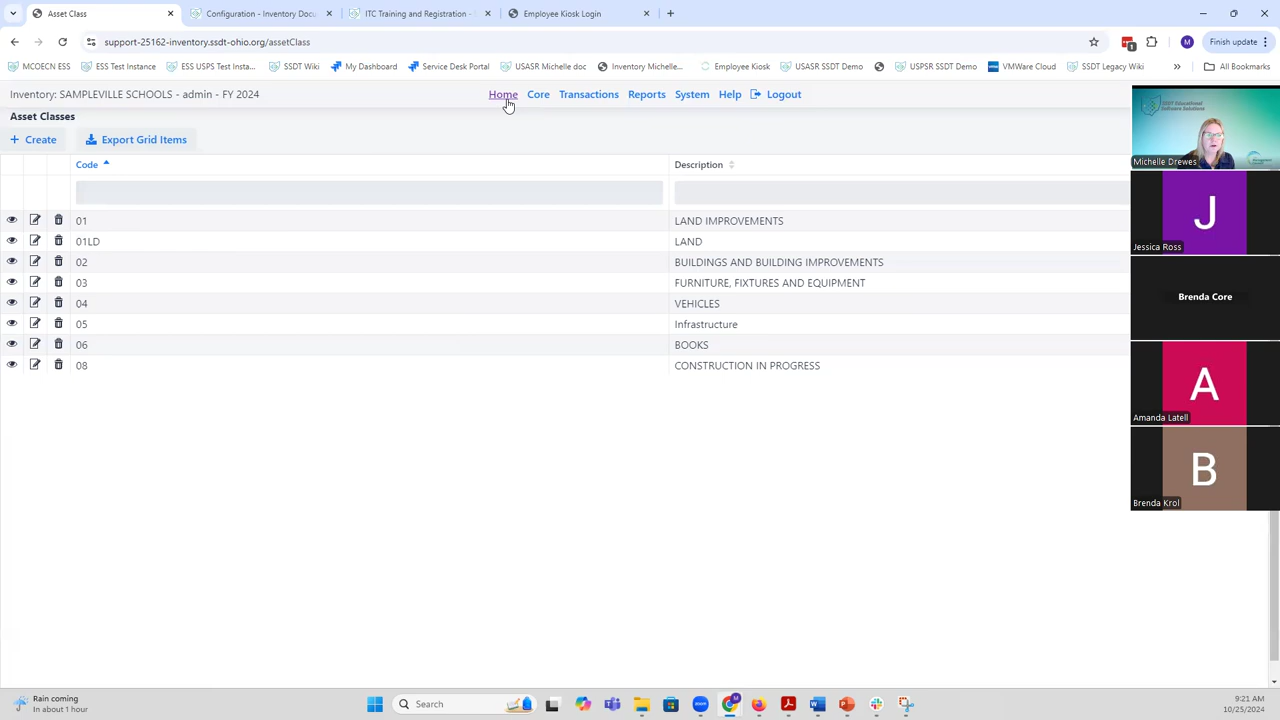 Asset Class
Configuration - Inventory Docu
ITC Training and Registration -
Employee Kiosk Login
support-25162-inventory.ssdt-ohio.org/assetClass
Finish update
MCOECN ESS
ESS Test Instance
ESS USPS Test Insta...
SSDT Wiki
My Dashboard
Service Desk Portal
USASR Michelle doc
Inventory Michelle...
Employee Kiosk
USASR SSDT Demo
USPSR SSDT Demo
VMWare Cloud
SSDT Legacy Wiki
All Bookmarks
Inventory: SAMPLEVILLE SCHOOLS - admin - FY 2024
Home Core Transactions Reports System Help Logout
Asset Classes
+ Create Export Grid Items
Code Description
01 LAND IMPROVEMENTS
01LD LAND
02 BUILDINGS AND BUILDING IMPROVEMENTS
03 FURNITURE, FIXTURES AND EQUIPMENT
04 VEHICLES
05 Infrastructure
06 BOOKS
08 CONSTRUCTION IN PROGRESS
Michelle Drewes
J
Jessica Ross
Brenda Core
A
Amanda Latell
B
Brenda Krol
Rain coming
In about 1 hour
Search
9:21 AM
10/25/2024